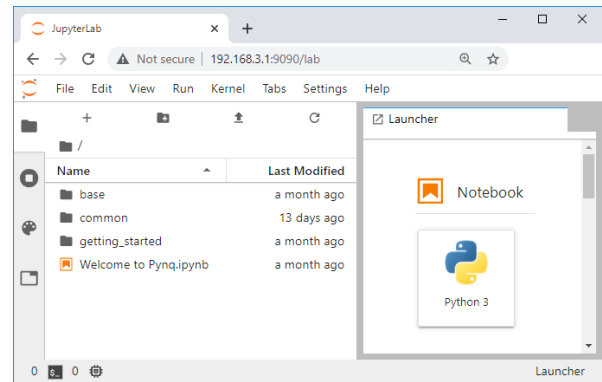 JupyterLab
Not secure | 192.168.3.1:9090/lab
File Edit View Run Kernel Tabs Settings Help
Launcher
/
Name Last Modified
base a month ago
common 13 days ago
getting_started a month ago
Welcome to Pynq.ipynb a month ago
Notebook
Python 3
0 $_ 0 Launcher